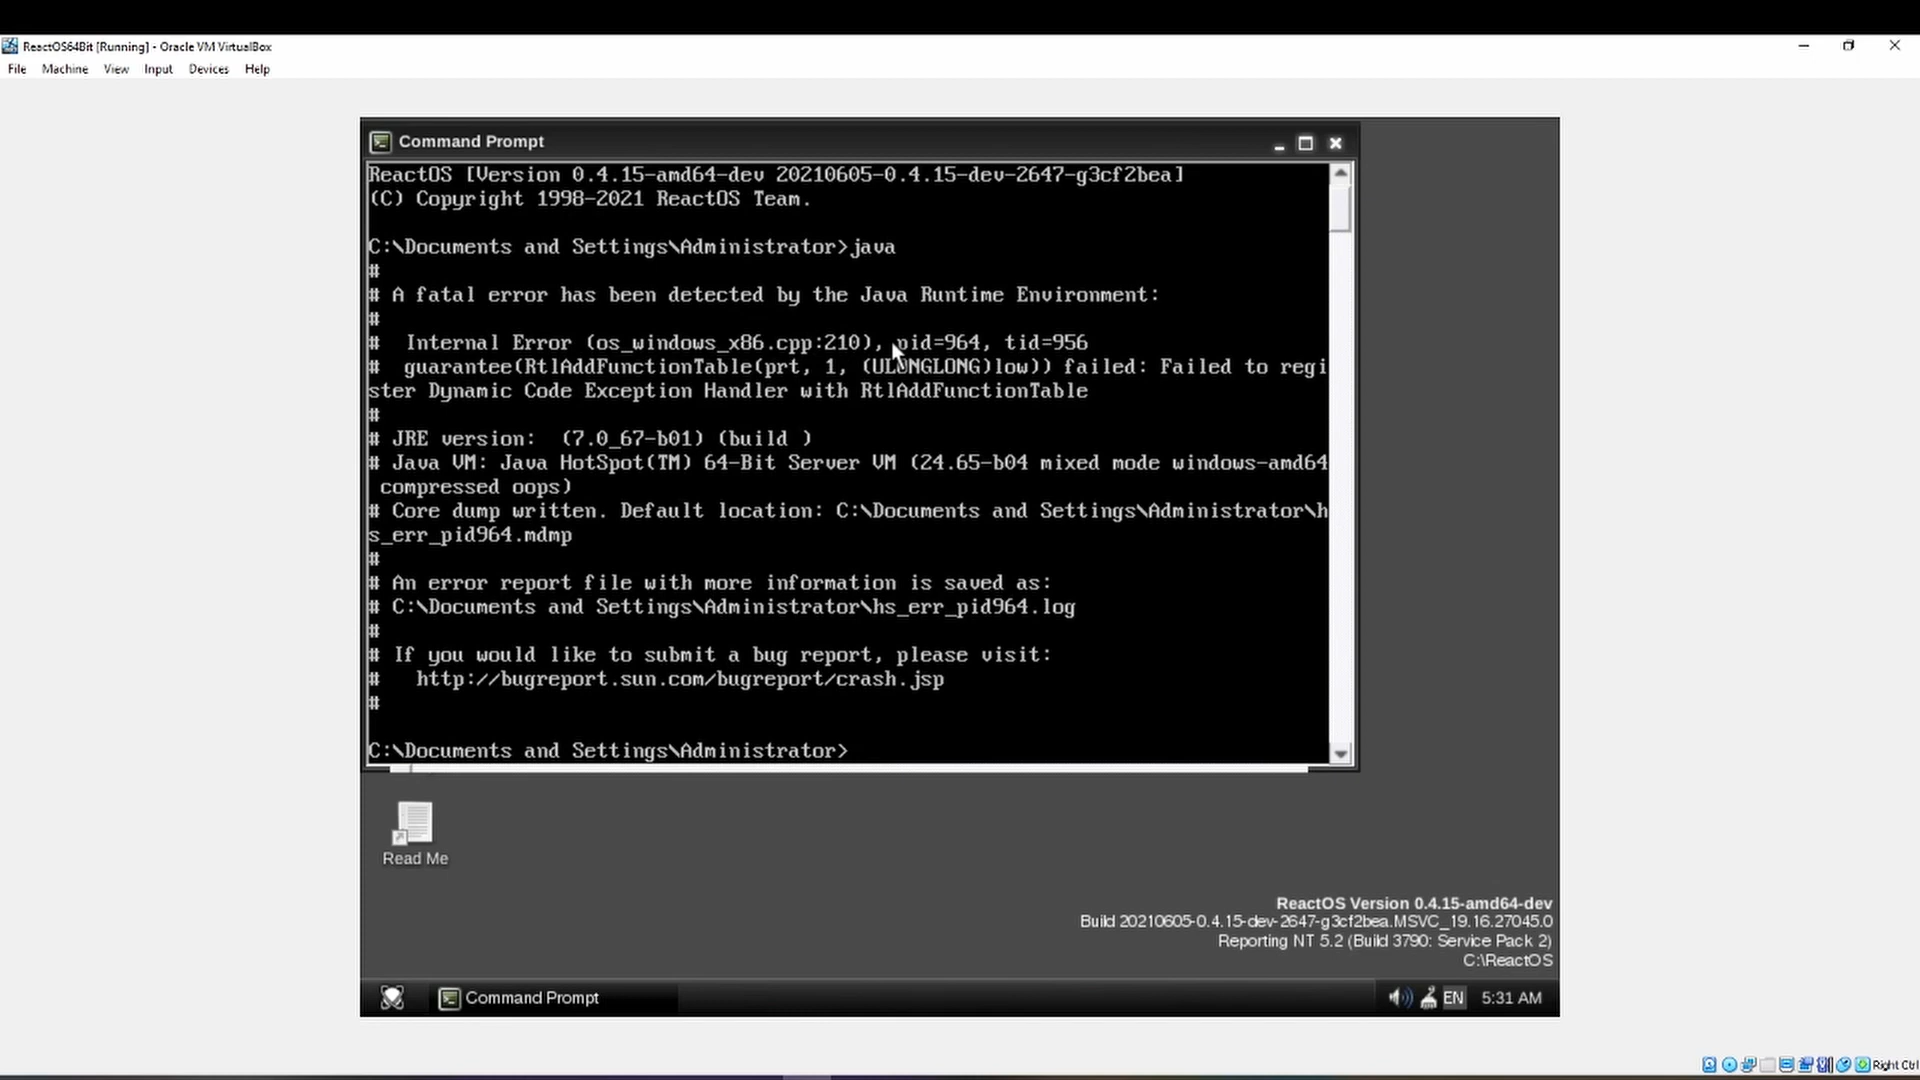 ReactOS64Bit [Running] - Oracle VM VirtualBox
File Machine View Input Devices Help
Command Prompt
ReactOS [Version 0.4.15-amd64-dev 20210605-0.4.15-dev-2647-g3cf2bea]
(C) Copyright 1998-2021 ReactOS Team.
C:\Documents and Settings\Administrator>java
#
# A fatal error has been detected by the Java Runtime Environment:
#
#  Internal Error (os_windows_x86.cpp:210), pid=964, tid=956
#  guarantee(RtlAddFunctionTable(prt, 1, (ULONGLONG)low)) failed: Failed to regi
ster Dynamic Code Exception Handler with RtlAddFunctionTable
#
# JRE version:  (7.0_67-b01) (build )
# Java VM: Java HotSpot(TM) 64-Bit Server VM (24.65-b04 mixed mode windows-amd64
 compressed oops)
# Core dump written. Default location: C:\Documents and Settings\Administrator\h
s_err_pid964.mdmp
#
# An error report file with more information is saved as:
# C:\Documents and Settings\Administrator\hs_err_pid964.log
#
# If you would like to submit a bug report, please visit:
#   http://bugreport.sun.com/bugreport/crash.jsp
#
C:\Documents and Settings\Administrator>
Read Me
ReactOS Version 0.4.15-amd64-dev
Build 20210605-0.4.15-dev-2647-g3cf2bea.MSVC_19.16.27045.0
Reporting NT 5.2 (Build 3790: Service Pack 2)
C:\ReactOS
Command Prompt
EN
5:31 AM
Right Ctrl